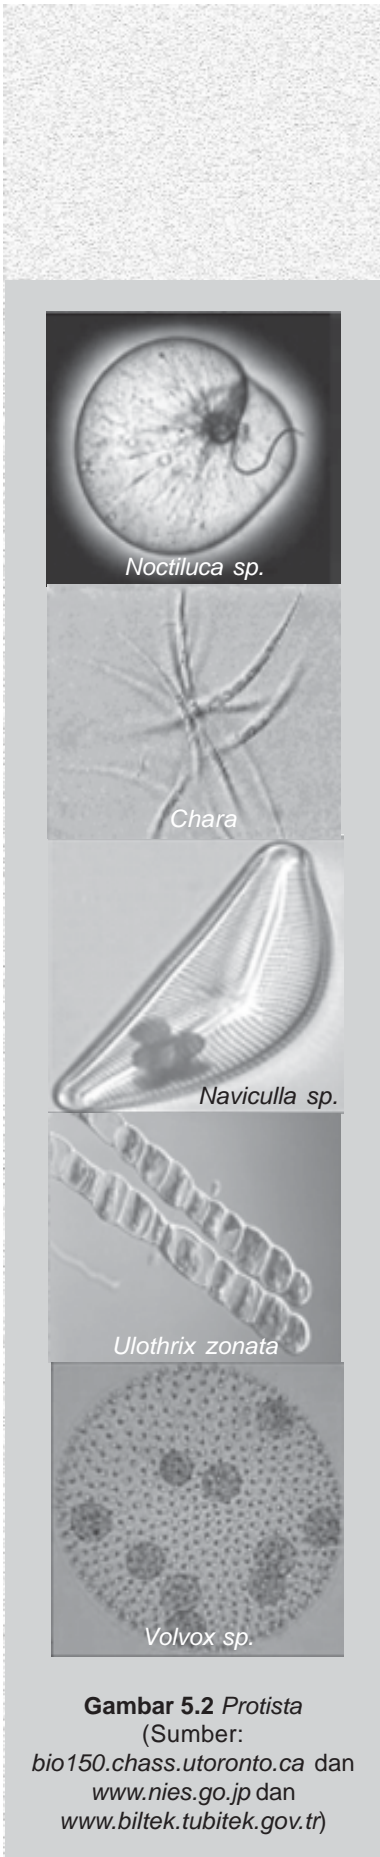 Noctiluca sp.
Chara
Naviculla sp.
Ulothrix zonata
Volvox sp.
Gambar 5.2 Protista
(Sumber:
bio150.chass.utoronto.ca dan
www.nies.go.jp dan
www.biltek.tubitek.gov.tr)